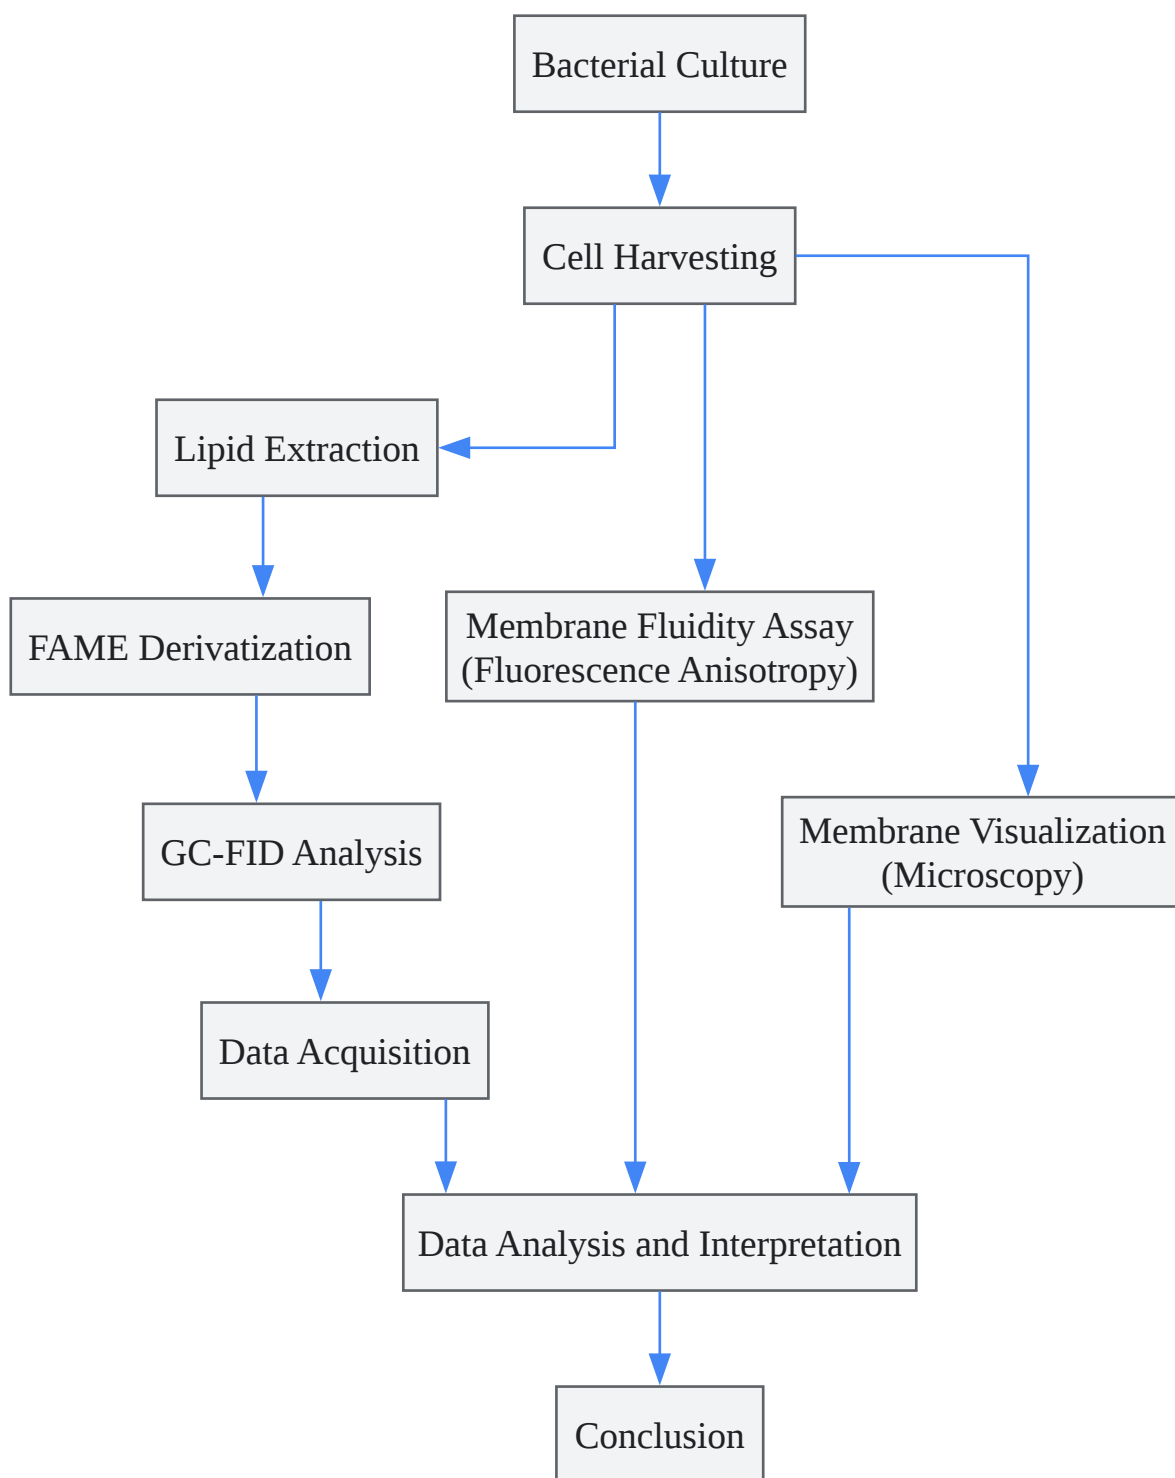 Bacterial Culture
Cell Harvesting
Lipid Extraction
FAME Derivatization
Membrane Fluidity Assay
(Fluorescence Anisotropy)
GC-FID Analysis
Membrane Visualization
(Microscopy)
Data Acquisition
Data Analysis and Interpretation
Conclusion